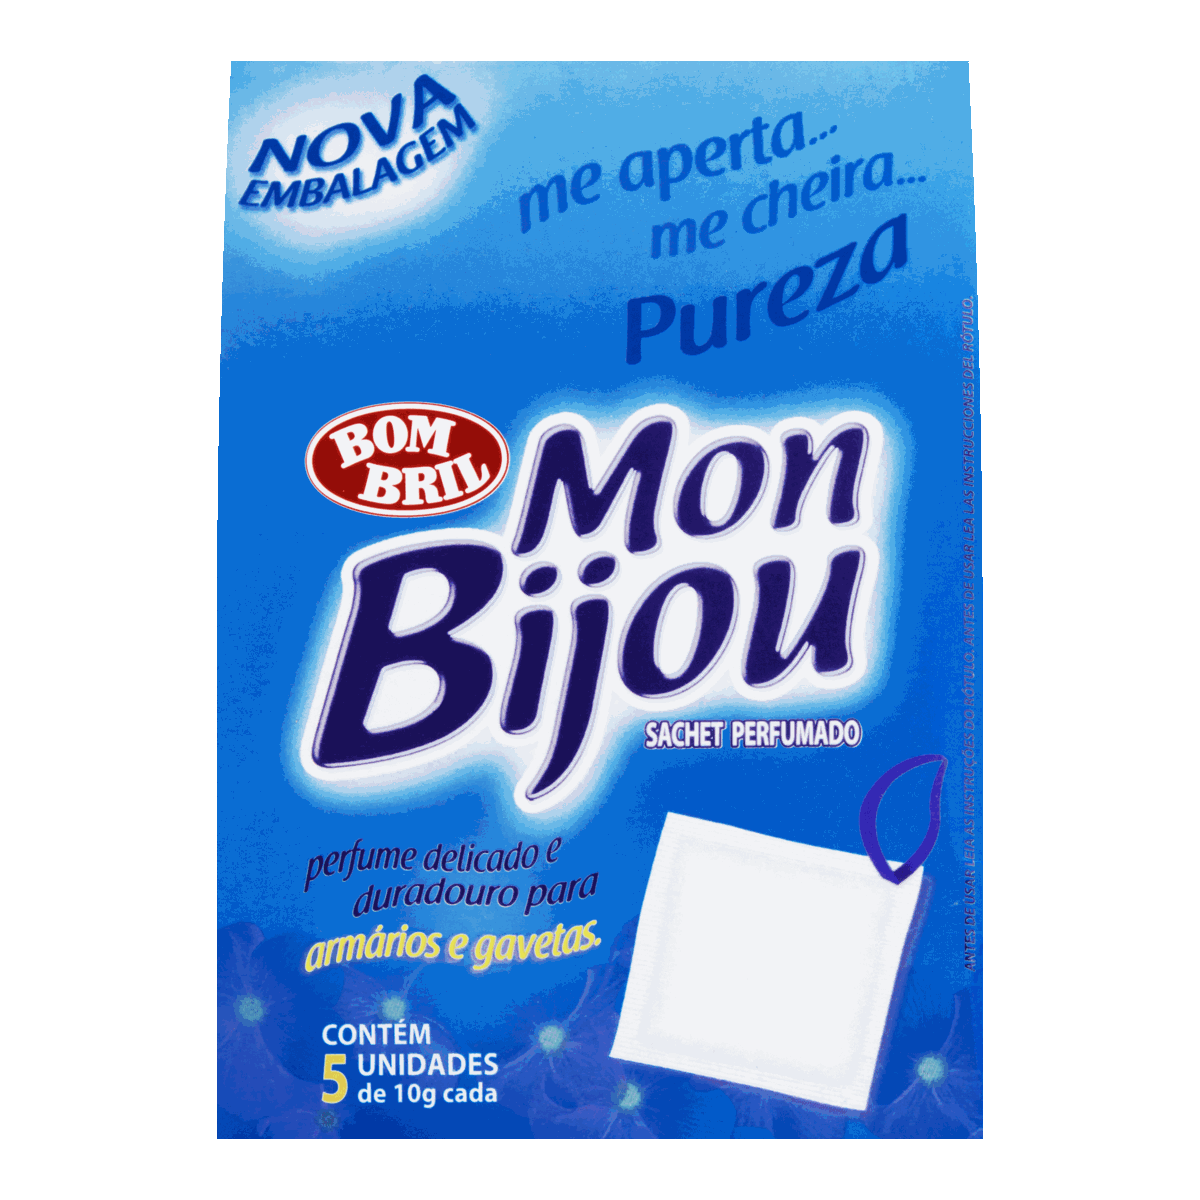 NOVA
EMBALAGEM
me aperta...
me cheira...
Pureza
BOM
BRIL
Mon
Bijou
SACHET PERFUMADO
perfume delicado e
duradouro para
armários e gavetas.
CONTÉM
5 UNIDADES
de 10g cada
ANTES DE USAR LEIA AS INSTRUÇÕES DO RÓTULO. ANTES DE USAR LEA LAS INSTRUCCIONES DEL RÓTULO.